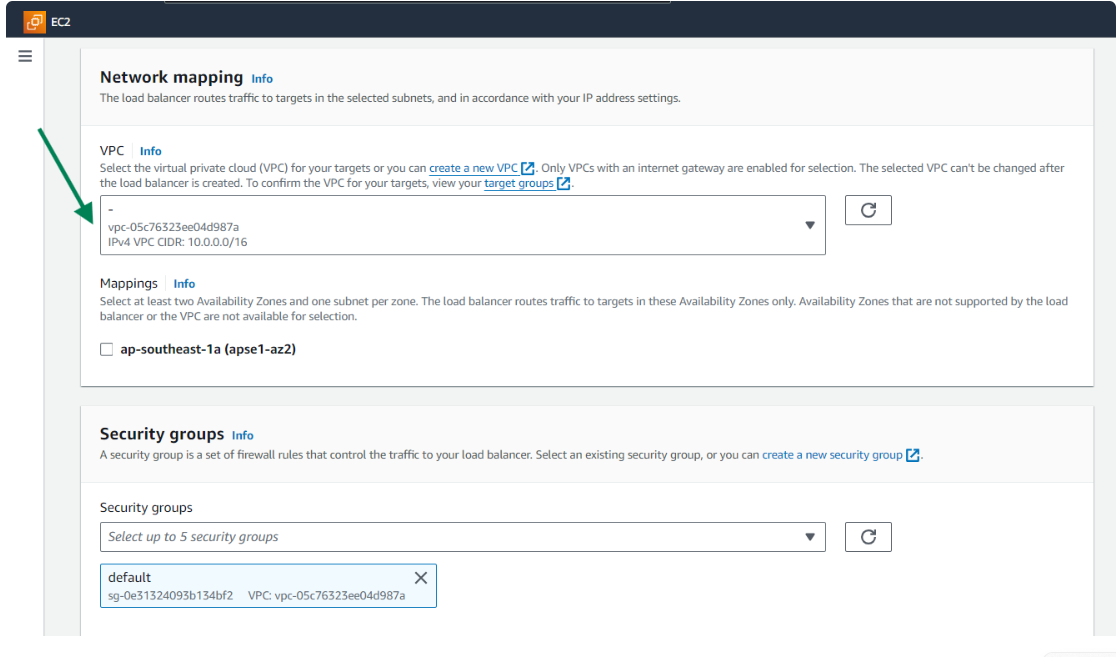 EC2
Network mapping Info
The load balancer routes traffic to targets in the selected subnets, and in accordance with your IP address settings.
VPC Info
Select the virtual private cloud (VPC) for your targets or you can create a new VPC. Only VPCs with an internet gateway are enabled for selection. The selected VPC can't be changed after
the load balancer is created. To confirm the VPC for your targets, view your target groups.
-
vpc-05c76323ee04d987a
IPv4 VPC CIDR: 10.0.0.0/16
Mappings Info
Select at least two Availability Zones and one subnet per zone. The load balancer routes traffic to targets in these Availability Zones only. Availability Zones that are not supported by the load
balancer or the VPC are not available for selection.
ap-southeast-1a (apse1-az2)
Security groups Info
A security group is a set of firewall rules that control the traffic to your load balancer. Select an existing security group, or you can create a new security group.
Security groups
Select up to 5 security groups
default
sg-0e31324093b134bf2 VPC: vpc-05c76323ee04d987a